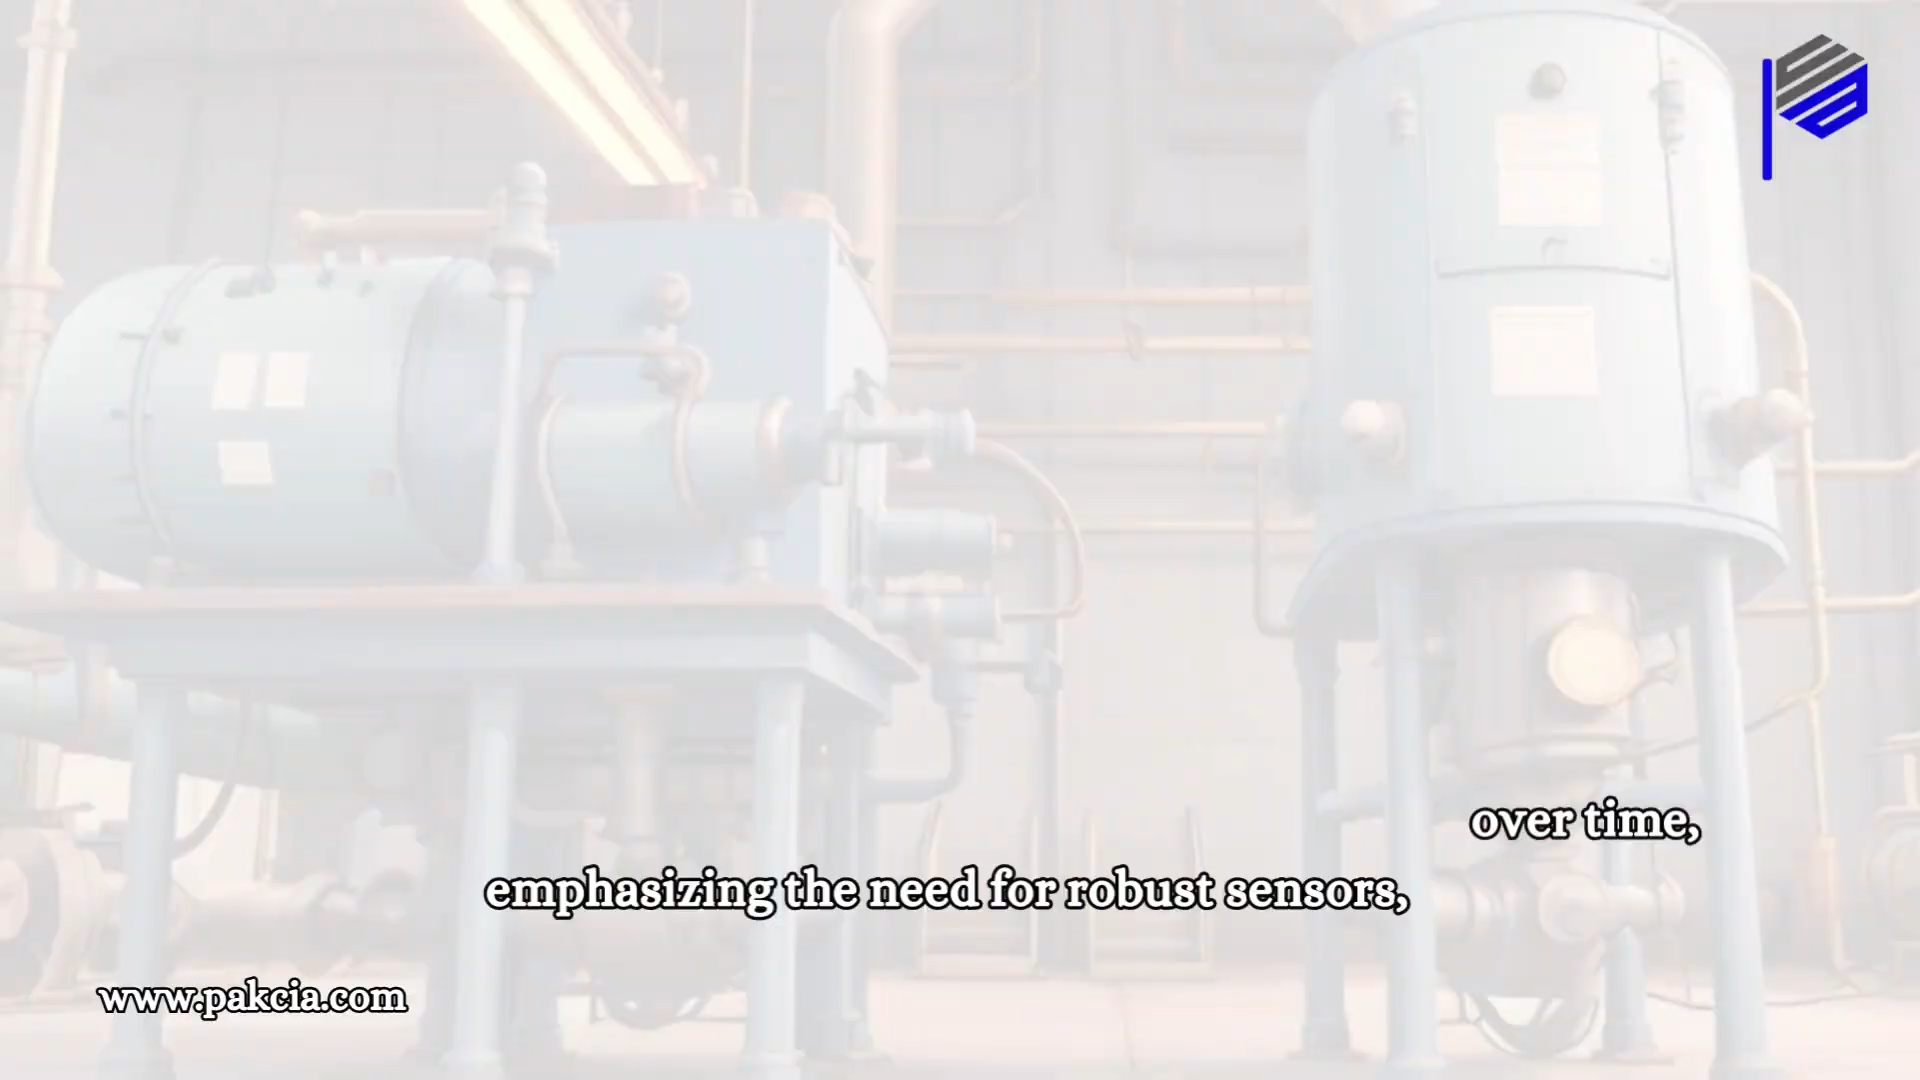 over time,
emphasizing the need for robust sensors,
www.pakcia.com